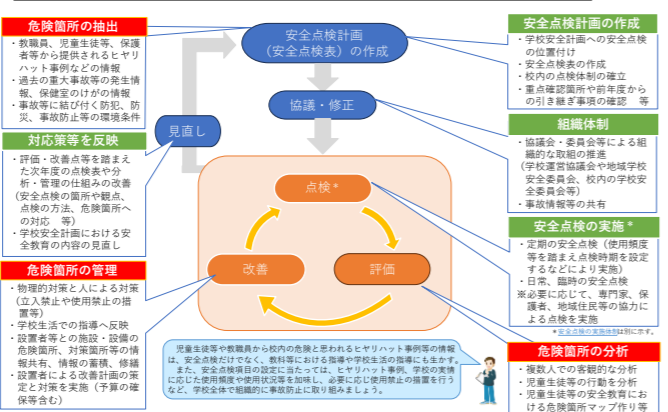 危険箇所の抽出
・教職員、児童生徒等、保護
者等から提供されるヒヤリ
ハット事例などの情報
・過去の重大事故等の発生情
報、保健室のけがの情報
・事故等に結び付く防犯、防
災、事故防止等の環境条件
対応策等を反映
・評価・改善点等を踏まえ
た次年度の点検表や分
析・管理の仕組みの改善
（安全点検の箇所や観点、
点検の方法、危険箇所へ
の対応　等）
・学校安全計画における安
全教育の内容の見直し
危険箇所の管理
・物理的対策と人による対策
（立入禁止や使用禁止の措
置等）
・学校生活での指導へ反映
・設置者等との施設・設備の
危険箇所、対策箇所等の情
報共有、情報の蓄積、修繕
・設置者による改善計画の策
定と対策を実施（予算の確
保等含む）
安全点検計画
（安全点検表）の作成
協議・修正
見直し
点検*
評価
改善
児童生徒等や教職員から校内の危険と思われるヒヤリハット事例等の情報
は、安全点検だけでなく、教科等における指導や学校生活の指導にも生かす。
また、安全点検項目の設定に当たっては、ヒヤリハット事例、学校の実情
に応じた使用頻度や使用状況等を加味し、必要に応じ使用禁止の措置を行う
など、学校全体で組織的に事故防止に取り組みましょう。
安全点検計画の作成
・学校安全計画への安全点検
の位置付け
・安全点検表の作成
・校内の点検体制の確立
・重点確認箇所や前年度から
の引き継ぎ事項の確認　等
組織体制
・協議会・委員会等による組
織的な取組の推進
（学校運営協議会や地域学校
安全委員会、校内の学校安
全委員会等）
・事故情報等の共有
安全点検の実施*
・定期の安全点検（使用頻度
等を踏まえ点検時期を設定
するなどにより実施）
・日常、臨時の安全点検
※必要に応じて、専門家、保
護者、地域住民等の協力に
よる点検を実施
*安全点検の実施体制は別に示す。
危険箇所の分析
・複数人での客観的な分析
・児童生徒等の行動を分析
・児童生徒等の安全教育にお
ける危険箇所マップ作り等